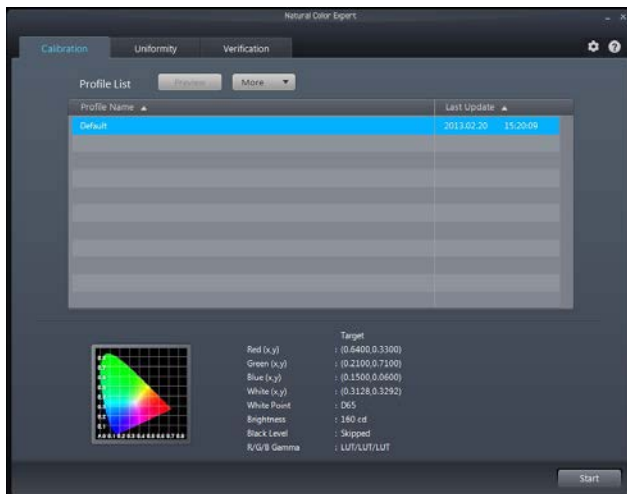 Natural Color Expert
Calibration Uniformity Verification
Profile List Preview More
Profile Name Last Update
Default 2013.02.20 15:20:09
Target
Red (x,y) : (0.6400,0.3300)
Green (x,y) : (0.2100,0.7100)
Blue (x,y) : (0.1500,0.0600)
White (x,y) : (0.3128,0.3292)
White Point : D65
Brightness : 160 cd
Black Level : Skipped
R/G/B Gamma : LUT/LUT/LUT
Start